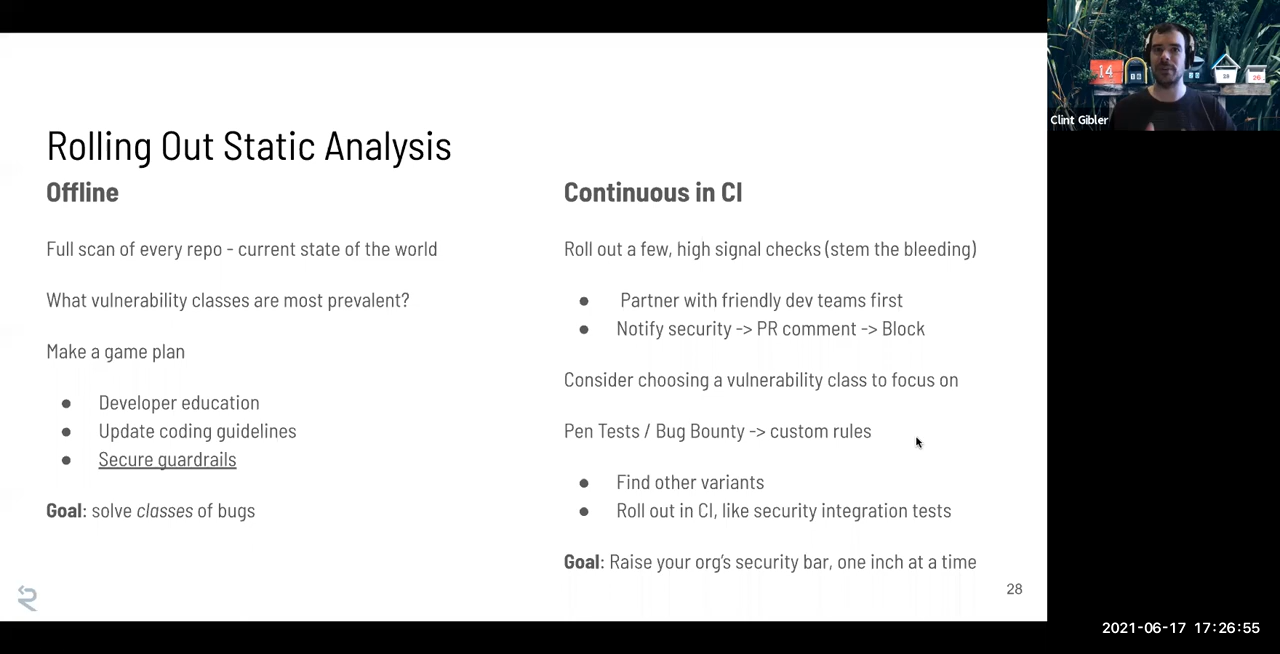 Rolling Out Static Analysis
Offline
Full scan of every repo - current state of the world
What vulnerability classes are most prevalent?
Make a game plan
● Developer education
● Update coding guidelines
● Secure guardrails
Goal: solve classes of bugs
Continuous in CI
Roll out a few, high signal checks (stem the bleeding)
● Partner with friendly dev teams first
● Notify security -> PR comment -> Block
Consider choosing a vulnerability class to focus on
Pen Tests / Bug Bounty -> custom rules
● Find other variants
● Roll out in CI, like security integration tests
Goal: Raise your org's security bar, one inch at a time
28
14
Clint Gibler
2021-06-17 17:26:55